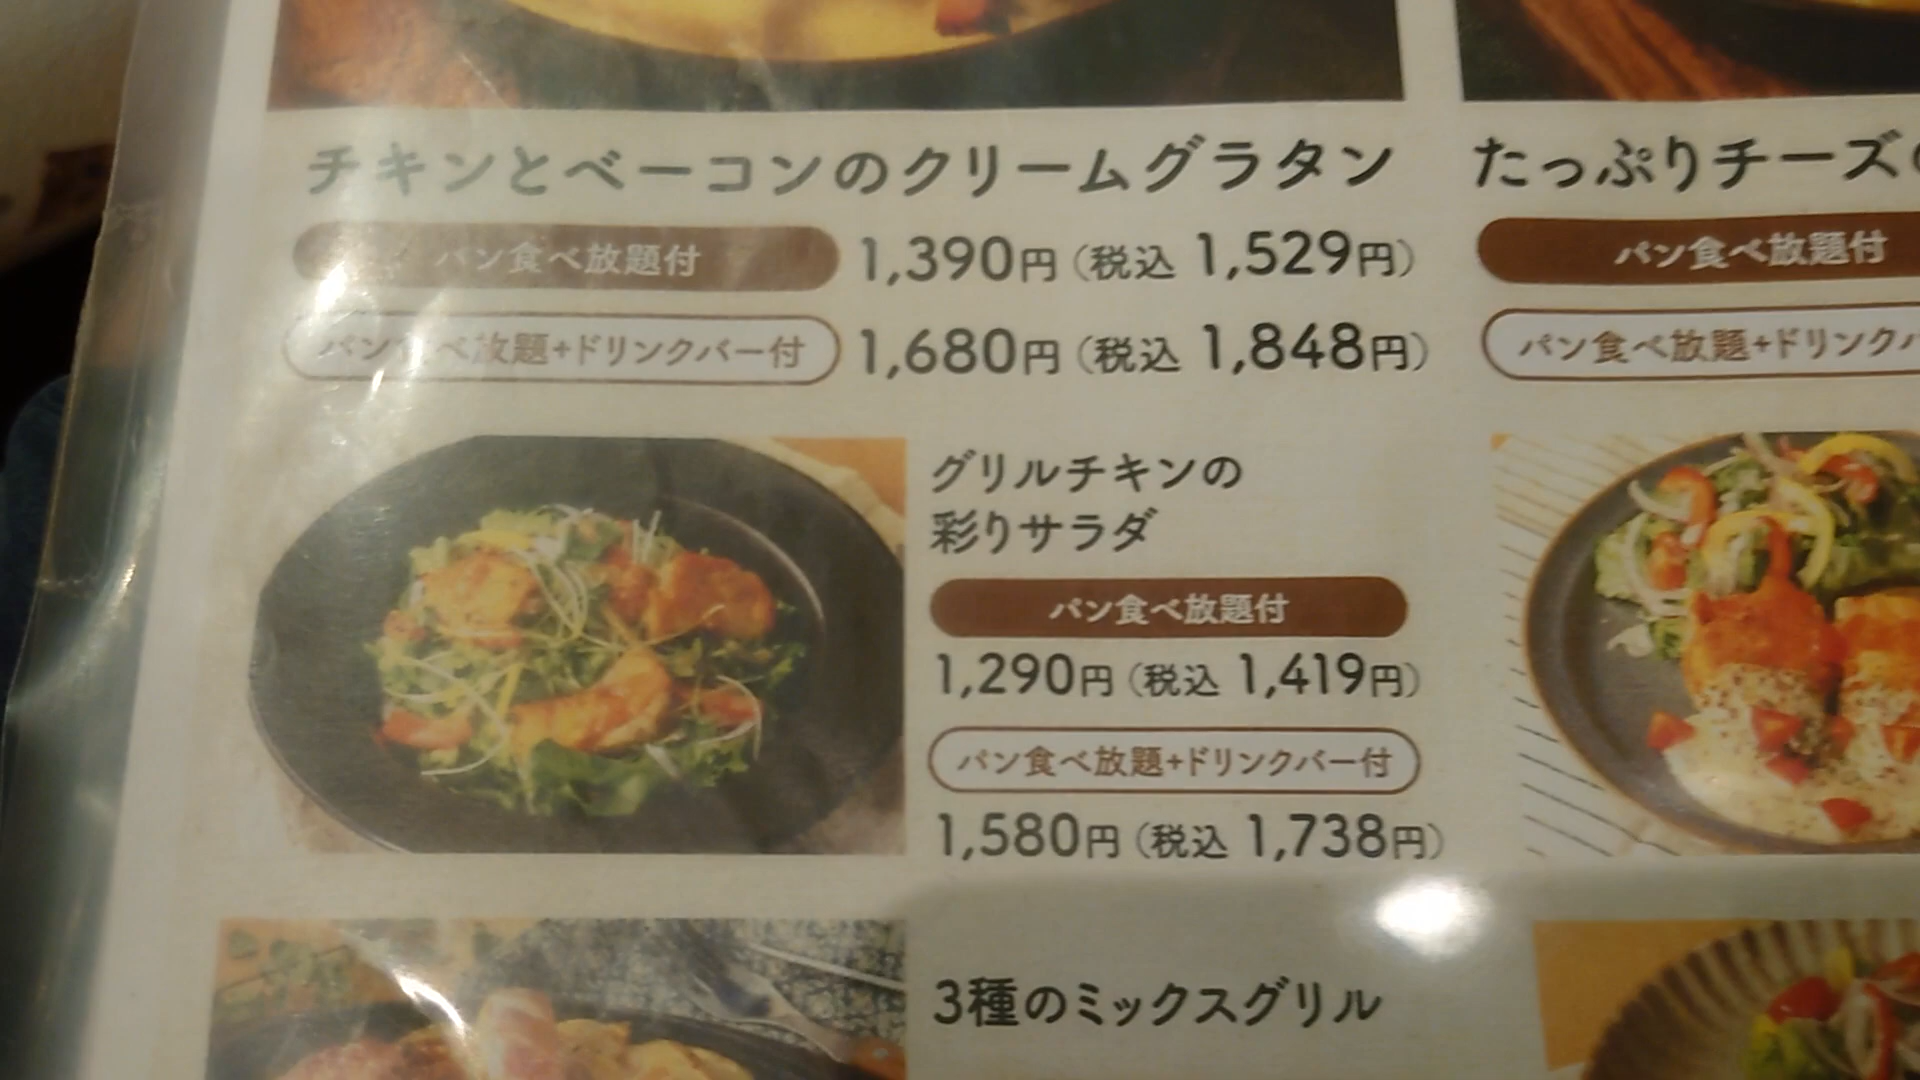 チキンとベーコンのクリームグラタン
パン食べ放題付 1,390円（税込 1,529円）
パン食べ放題+ドリンクバー付 1,680円（税込 1,848円）
たっぷりチーズの
パン食べ放題付
パン食べ放題+ドリンク
グリルチキンの
彩りサラダ
パン食べ放題付
1,290円（税込 1,419円）
パン食べ放題+ドリンクバー付
1,580円（税込 1,738円）
3種のミックスグリル